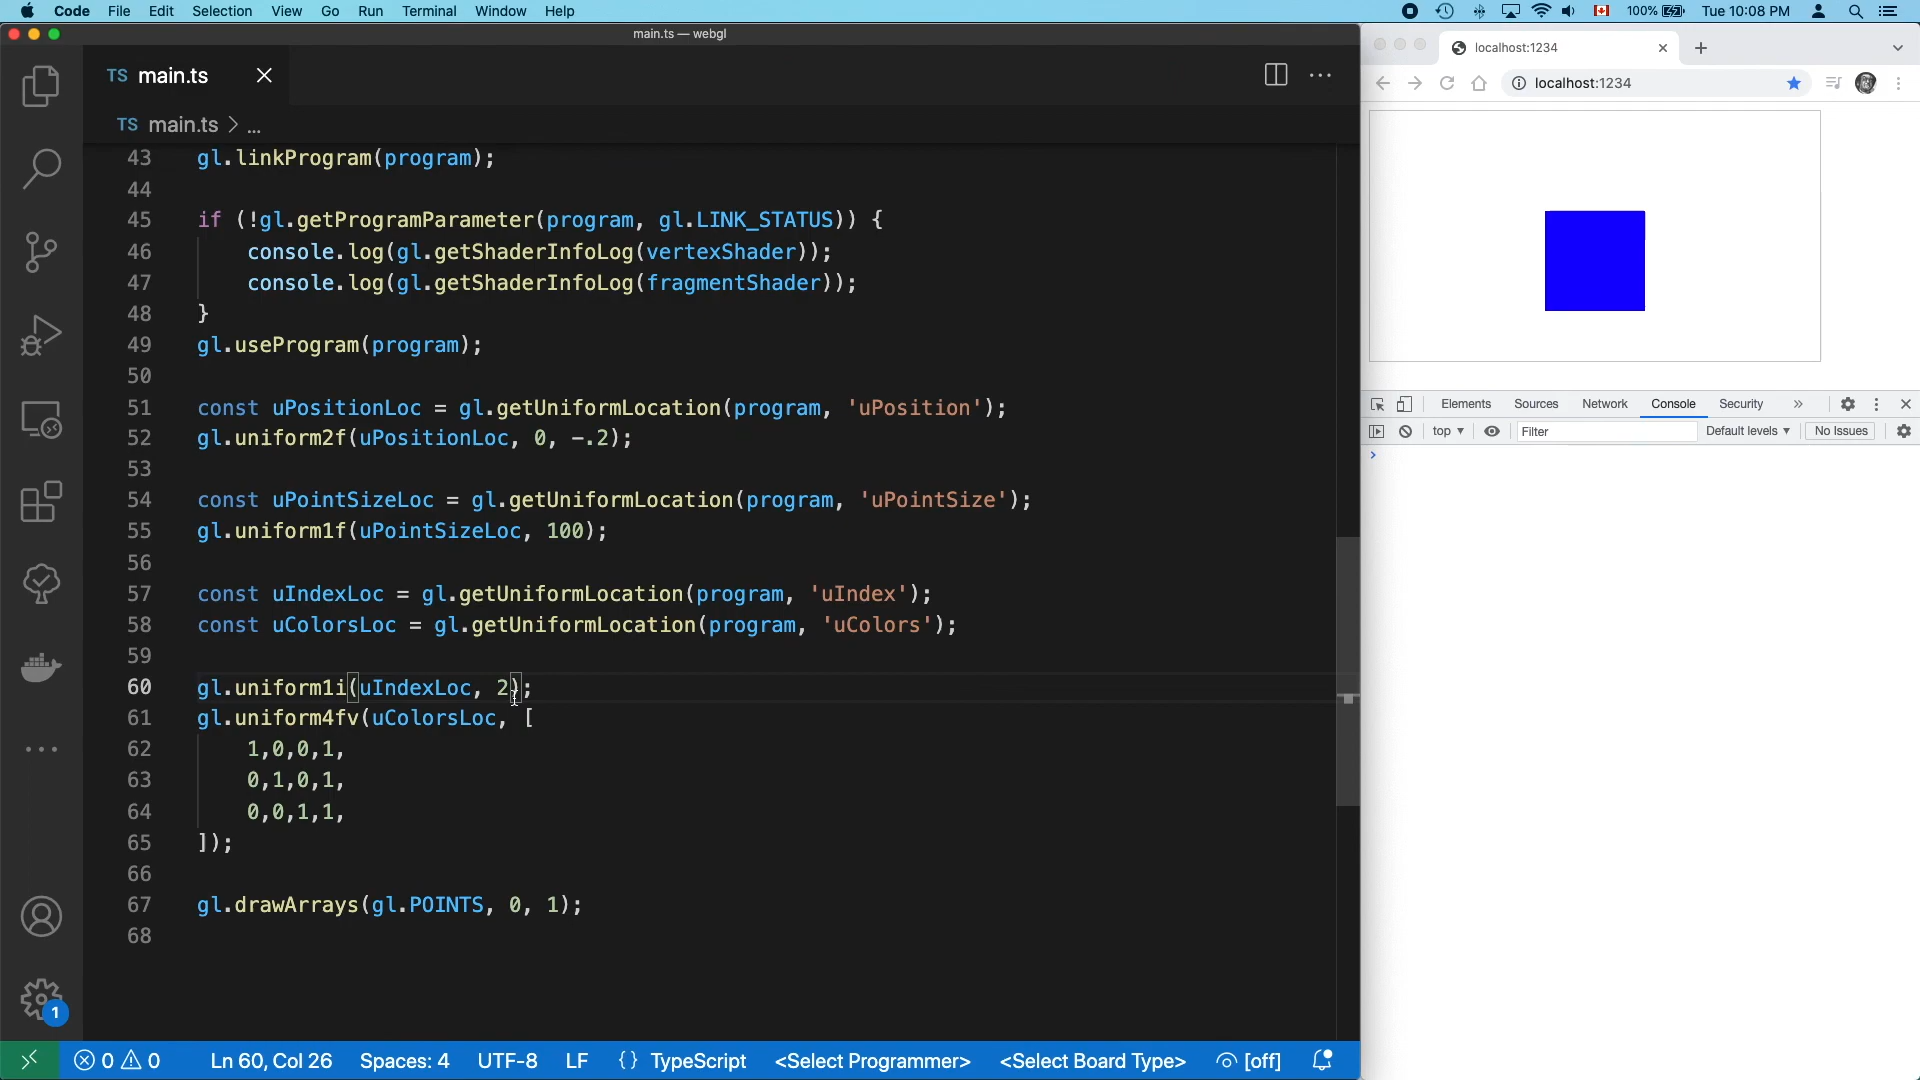 Code File Edit Selection View Go Run Terminal Window Help 100% Tue 10:08 PM
main.ts — webgl
TS main.ts
TS main.ts > ...
43 gl.linkProgram(program);
44
45 if (!gl.getProgramParameter(program, gl.LINK_STATUS)) {
46 console.log(gl.getShaderInfoLog(vertexShader));
47 console.log(gl.getShaderInfoLog(fragmentShader));
48 }
49 gl.useProgram(program);
50
51 const uPositionLoc = gl.getUniformLocation(program, 'uPosition');
52 gl.uniform2f(uPositionLoc, 0, -.2);
53
54 const uPointSizeLoc = gl.getUniformLocation(program, 'uPointSize');
55 gl.uniform1f(uPointSizeLoc, 100);
56
57 const uIndexLoc = gl.getUniformLocation(program, 'uIndex');
58 const uColorsLoc = gl.getUniformLocation(program, 'uColors');
59
60 gl.uniform1i(uIndexLoc, 2);
61 gl.uniform4fv(uColorsLoc, [
62 1,0,0,1,
63 0,1,0,1,
64 0,0,1,1,
65 ]);
66
67 gl.drawArrays(gl.POINTS, 0, 1);
68
1
0 0 Ln 60, Col 26 Spaces: 4 UTF-8 LF {} TypeScript <Select Programmer> <Select Board Type> [off]
localhost:1234
localhost:1234
Elements Sources Network Console Security »
top Filter Default levels No Issues